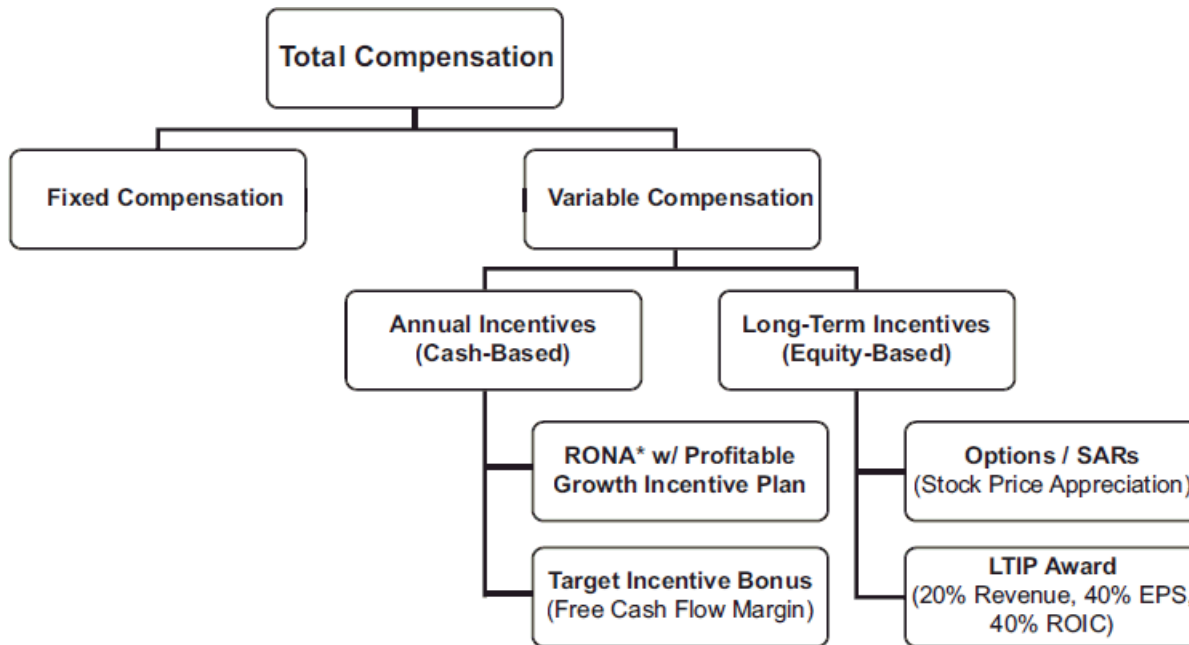 Total Compensation
Fixed Compensation
Variable Compensation
Annual Incentives
(Cash-Based)
Long-Term Incentives
(Equity-Based)
RONA* w/ Profitable
Growth Incentive Plan
Options / SARs
(Stock Price Appreciation)
Target Incentive Bonus
(Free Cash Flow Margin)
LTIP Award
(20% Revenue, 40% EPS,
40% ROIC)